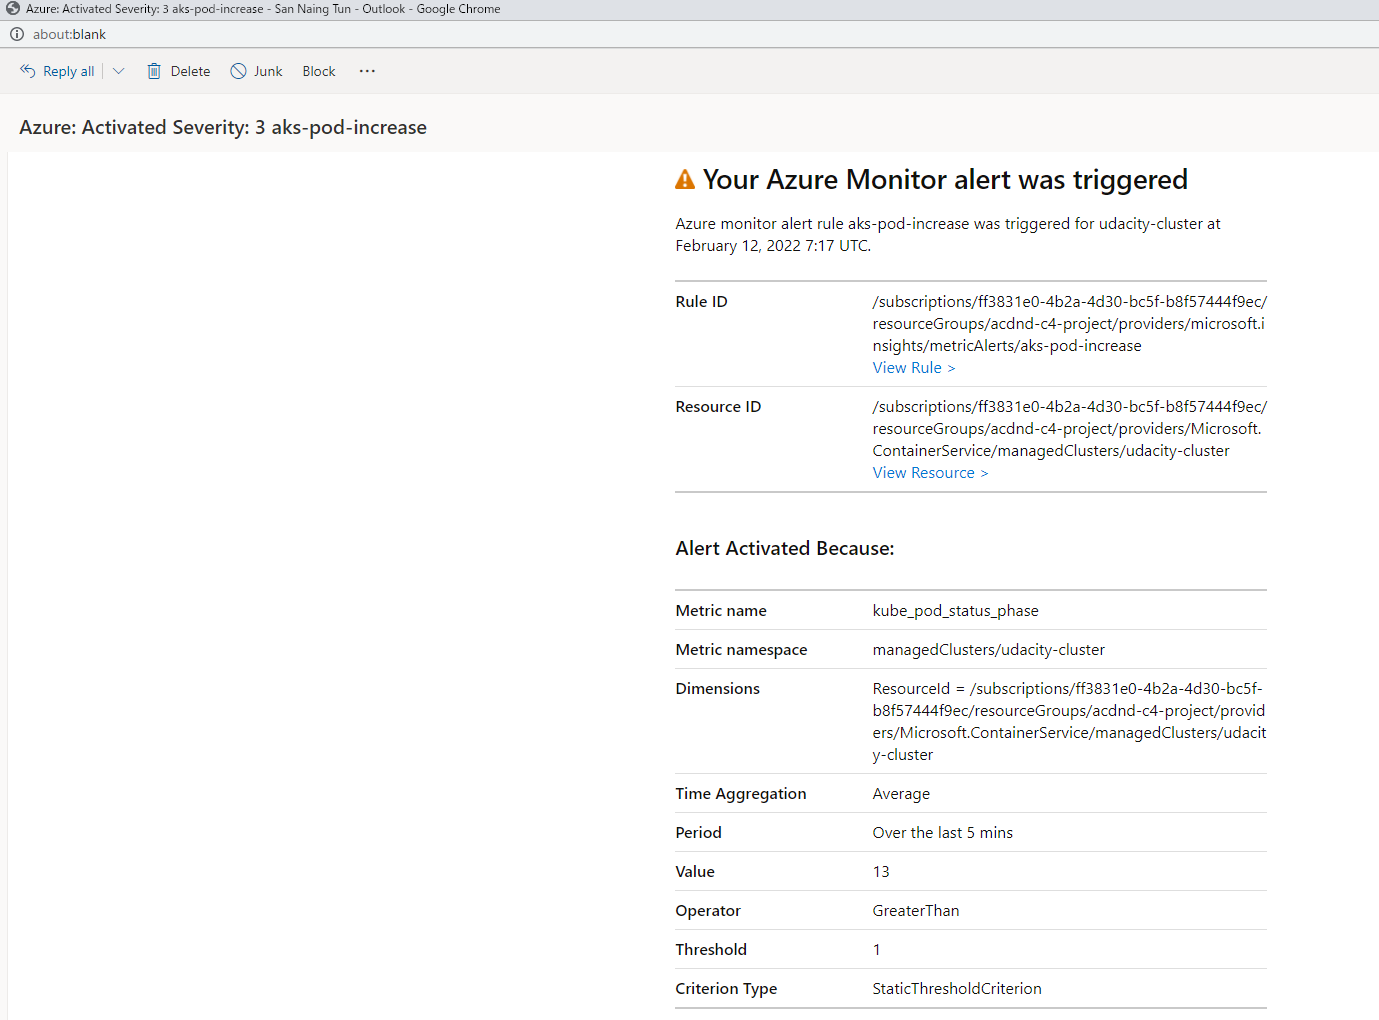 Azure: Activated Severity: 3 aks-pod-increase - San Naing Tun - Outlook - Google Chrome
about:blank
Reply all Delete Junk Block ...
Azure: Activated Severity: 3 aks-pod-increase
Your Azure Monitor alert was triggered
Azure monitor alert rule aks-pod-increase was triggered for udacity-cluster at
February 12, 2022 7:17 UTC.
Rule ID /subscriptions/ff3831e0-4b2a-4d30-bc5f-b8f57444f9ec/
resourceGroups/acdnd-c4-project/providers/microsoft.i
nsights/metricAlerts/aks-pod-increase
View Rule >
Resource ID /subscriptions/ff3831e0-4b2a-4d30-bc5f-b8f57444f9ec/
resourceGroups/acdnd-c4-project/providers/Microsoft.
ContainerService/managedClusters/udacity-cluster
View Resource >
Alert Activated Because:
Metric name kube_pod_status_phase
Metric namespace managedClusters/udacity-cluster
Dimensions ResourceId = /subscriptions/ff3831e0-4b2a-4d30-bc5f-
b8f57444f9ec/resourceGroups/acdnd-c4-project/provid
ers/Microsoft.ContainerService/managedClusters/udacit
y-cluster
Time Aggregation Average
Period Over the last 5 mins
Value 13
Operator GreaterThan
Threshold 1
Criterion Type StaticThresholdCriterion